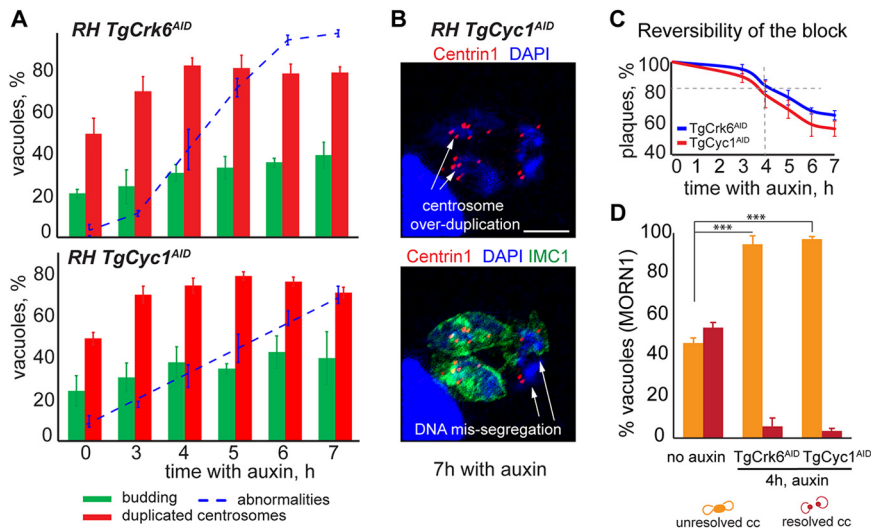 A
RH TgCrk6AID
vacuoles, %
80
60
40
20
0
RH TgCyc1AID
vacuoles, %
80
60
40
20
0
0 3 4 5 6 7
time with auxin, h
budding
abnormalities
duplicated centrosomes
B
RH TgCyc1AID
Centrin1 DAPI
centrosome
over-duplication
Centrin1 DAPI IMC1
DNA mis-segregation
7h with auxin
C
Reversibility of the block
plaques, %
100
80
60
40
TgCrk6AID
TgCyc1AID
0 1 2 3 4 5 6 7
time with auxin, h
D
% vacuoles (MORN1)
100
80
60
40
20
0
***
***
no auxin
TgCrk6AID
TgCyc1AID
4h, auxin
unresolved cc
resolved cc